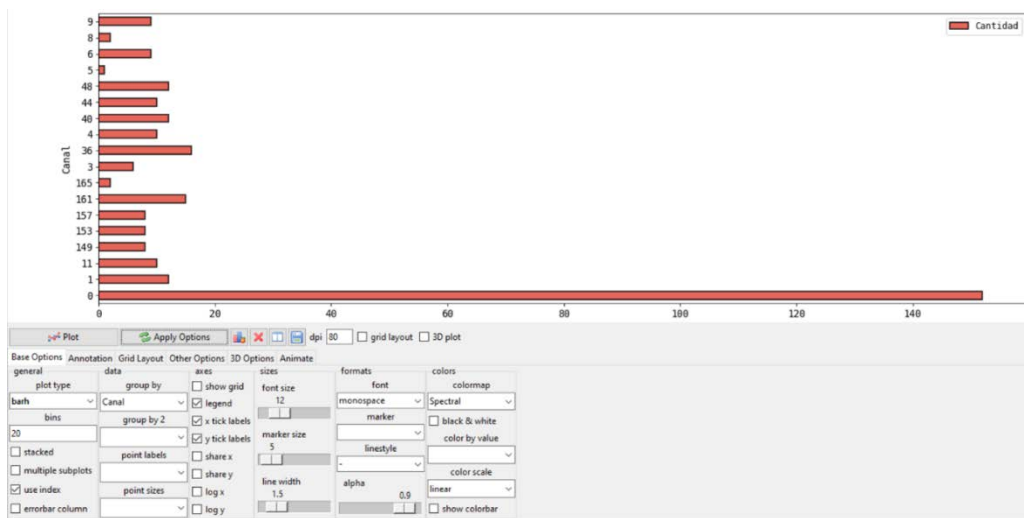 9
Cantidad
8
6
5
48
44
40
4
36
3
165
161
157
153
149
11
1
0
Canal
0 20 40 60 80 100 120 140
Plot Apply Options dpi 80 grid layout 3D plot
Base Options Annotation Grid Layout Other Options 3D Options Animate
general data axes sizes formats colors
plot type group by show grid font size font colormap
barh Canal legend 12 monospace Spectral
bins group by 2 x tick labels marker black & white
20 y tick labels marker size color by value
stacked point labels share x 5 linestyle
multiple subplots share y - color scale
use index point sizes log x line width alpha linear
errorbar column log y 1.5 0.9 show colorbar